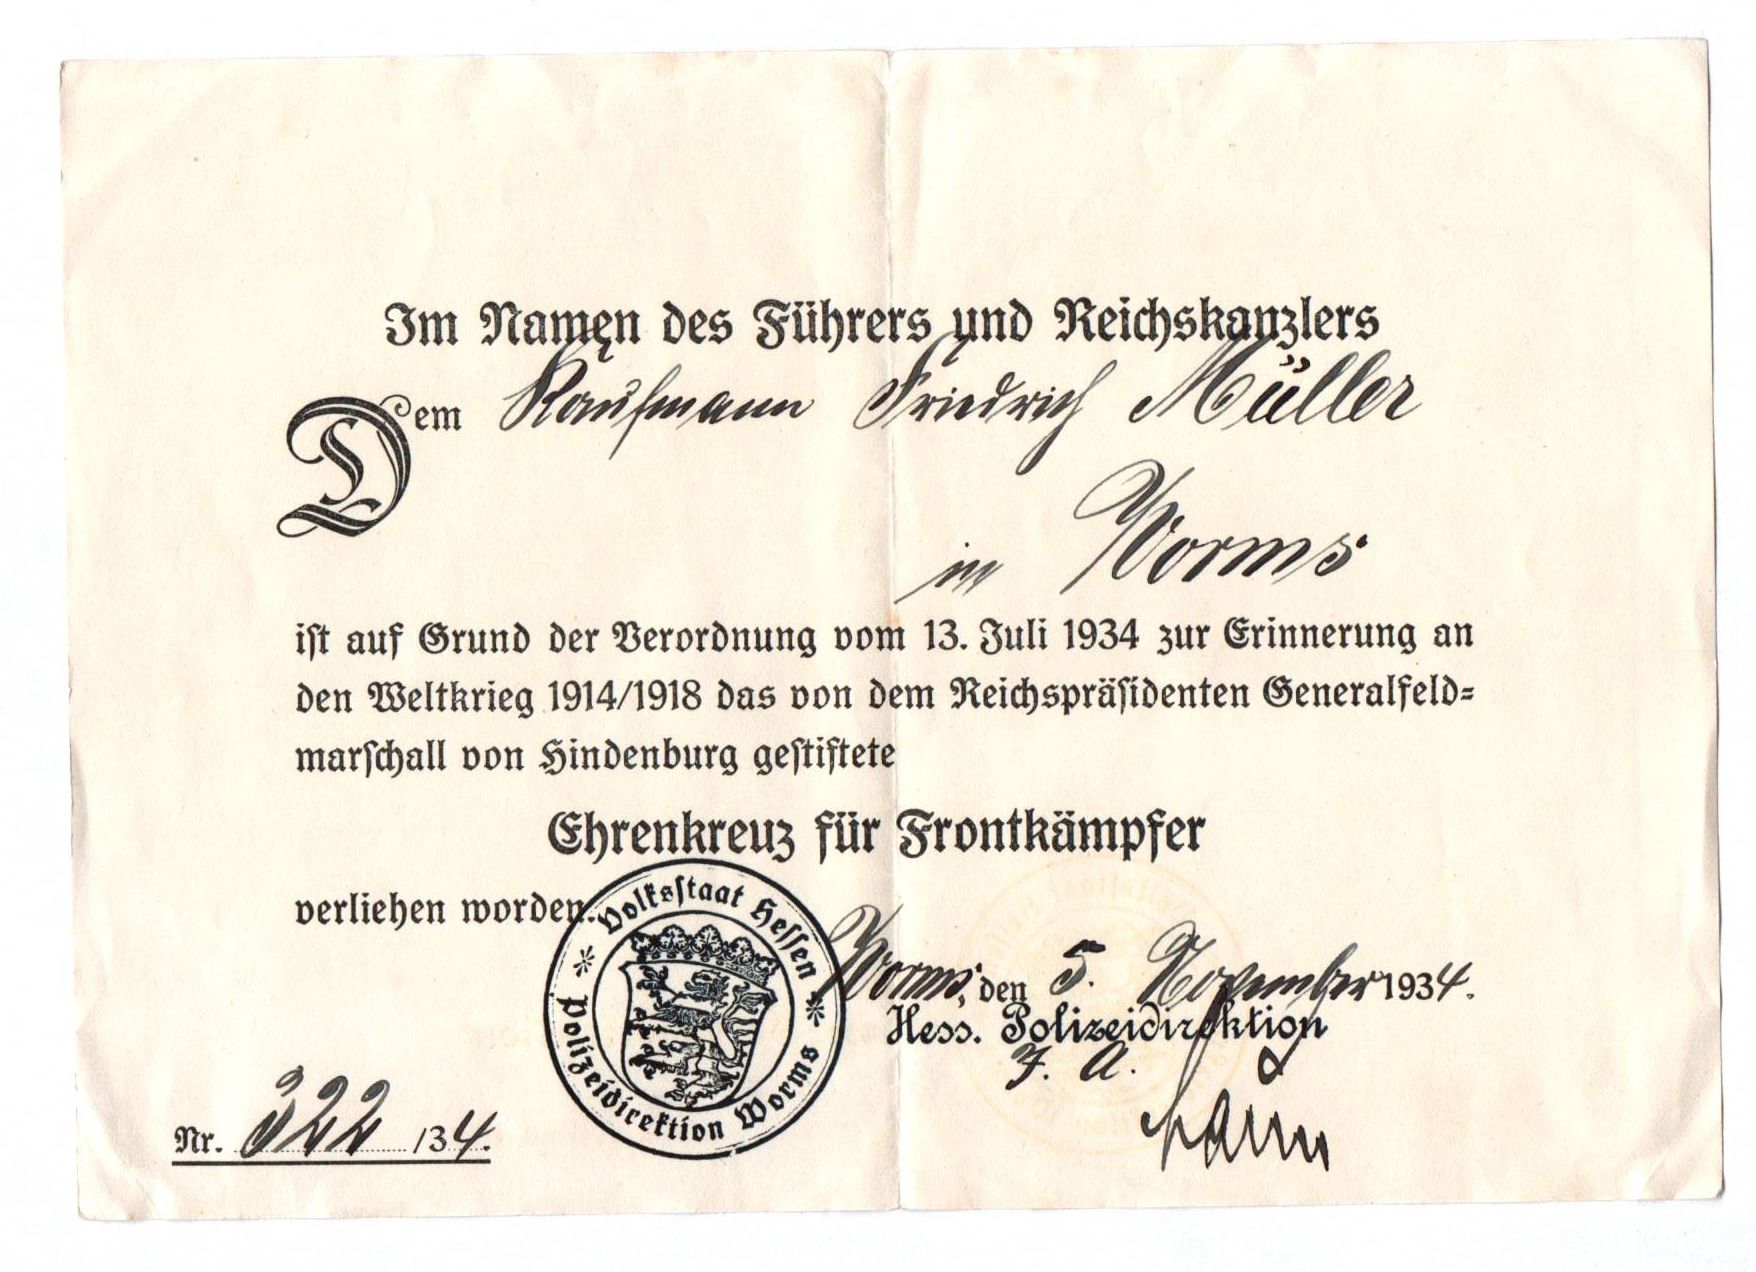 Im Namen des Führers und Reichskanzlers
Dem Kaufmann Friedrich Müller
in Worms
ist auf Grund der Verordnung vom 13. Juli 1934 zur Erinnerung an
den Weltkrieg 1914/1918 das von dem Reichspräsidenten Generalfeld=
marschall von Hindenburg gestiftete
Ehrenkreuz für Frontkämpfer
verliehen worden.
Volksstaat Hessen
Polizeidirektion Worms
Worms, den 5. November 1934.
Hess. Polizeidirektion
J. A.
Nr. 322 /34.